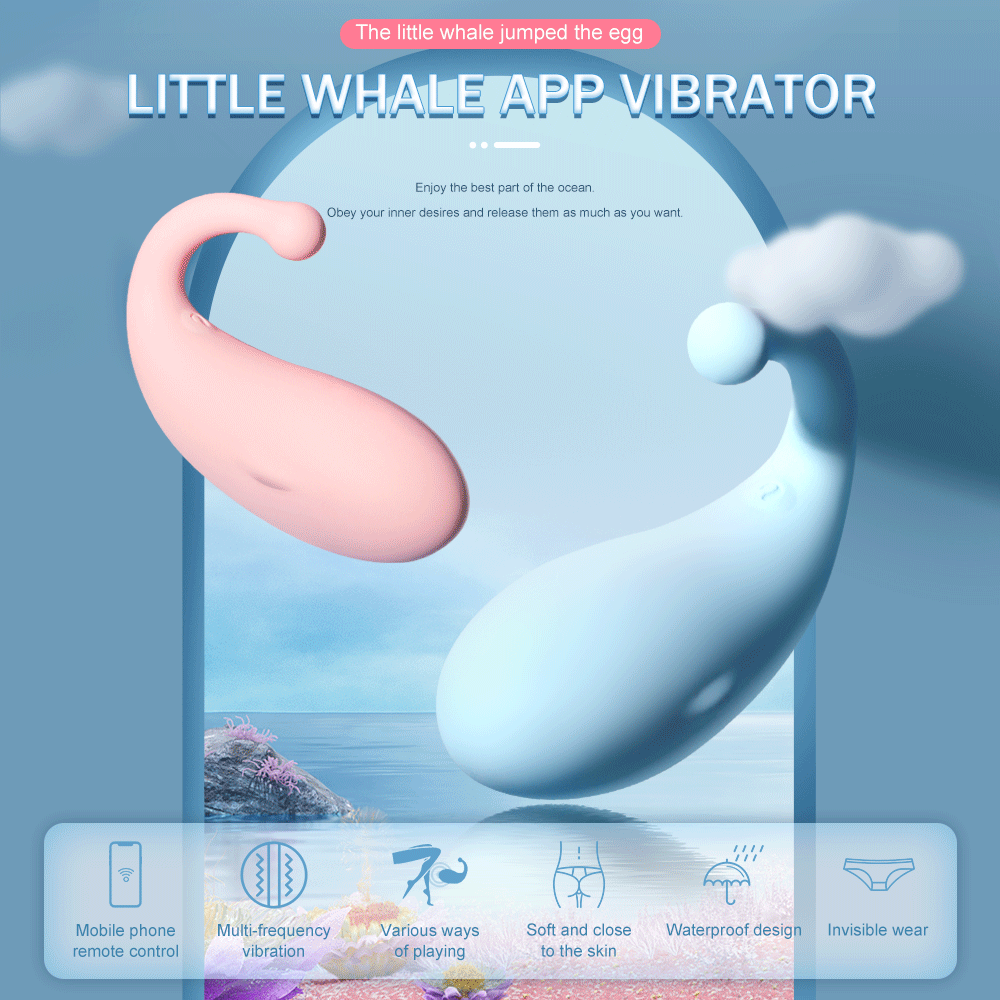 The little whale jumped the egg
LITTLE WHALE APP VIBRATOR
Enjoy the best part of the ocean.
Obey your inner desires and release them as much as you want.
Mobile phone
remote control
Multi-frequency
vibration
Various ways
of playing
Soft and close
to the skin
Waterproof design
Invisible wear